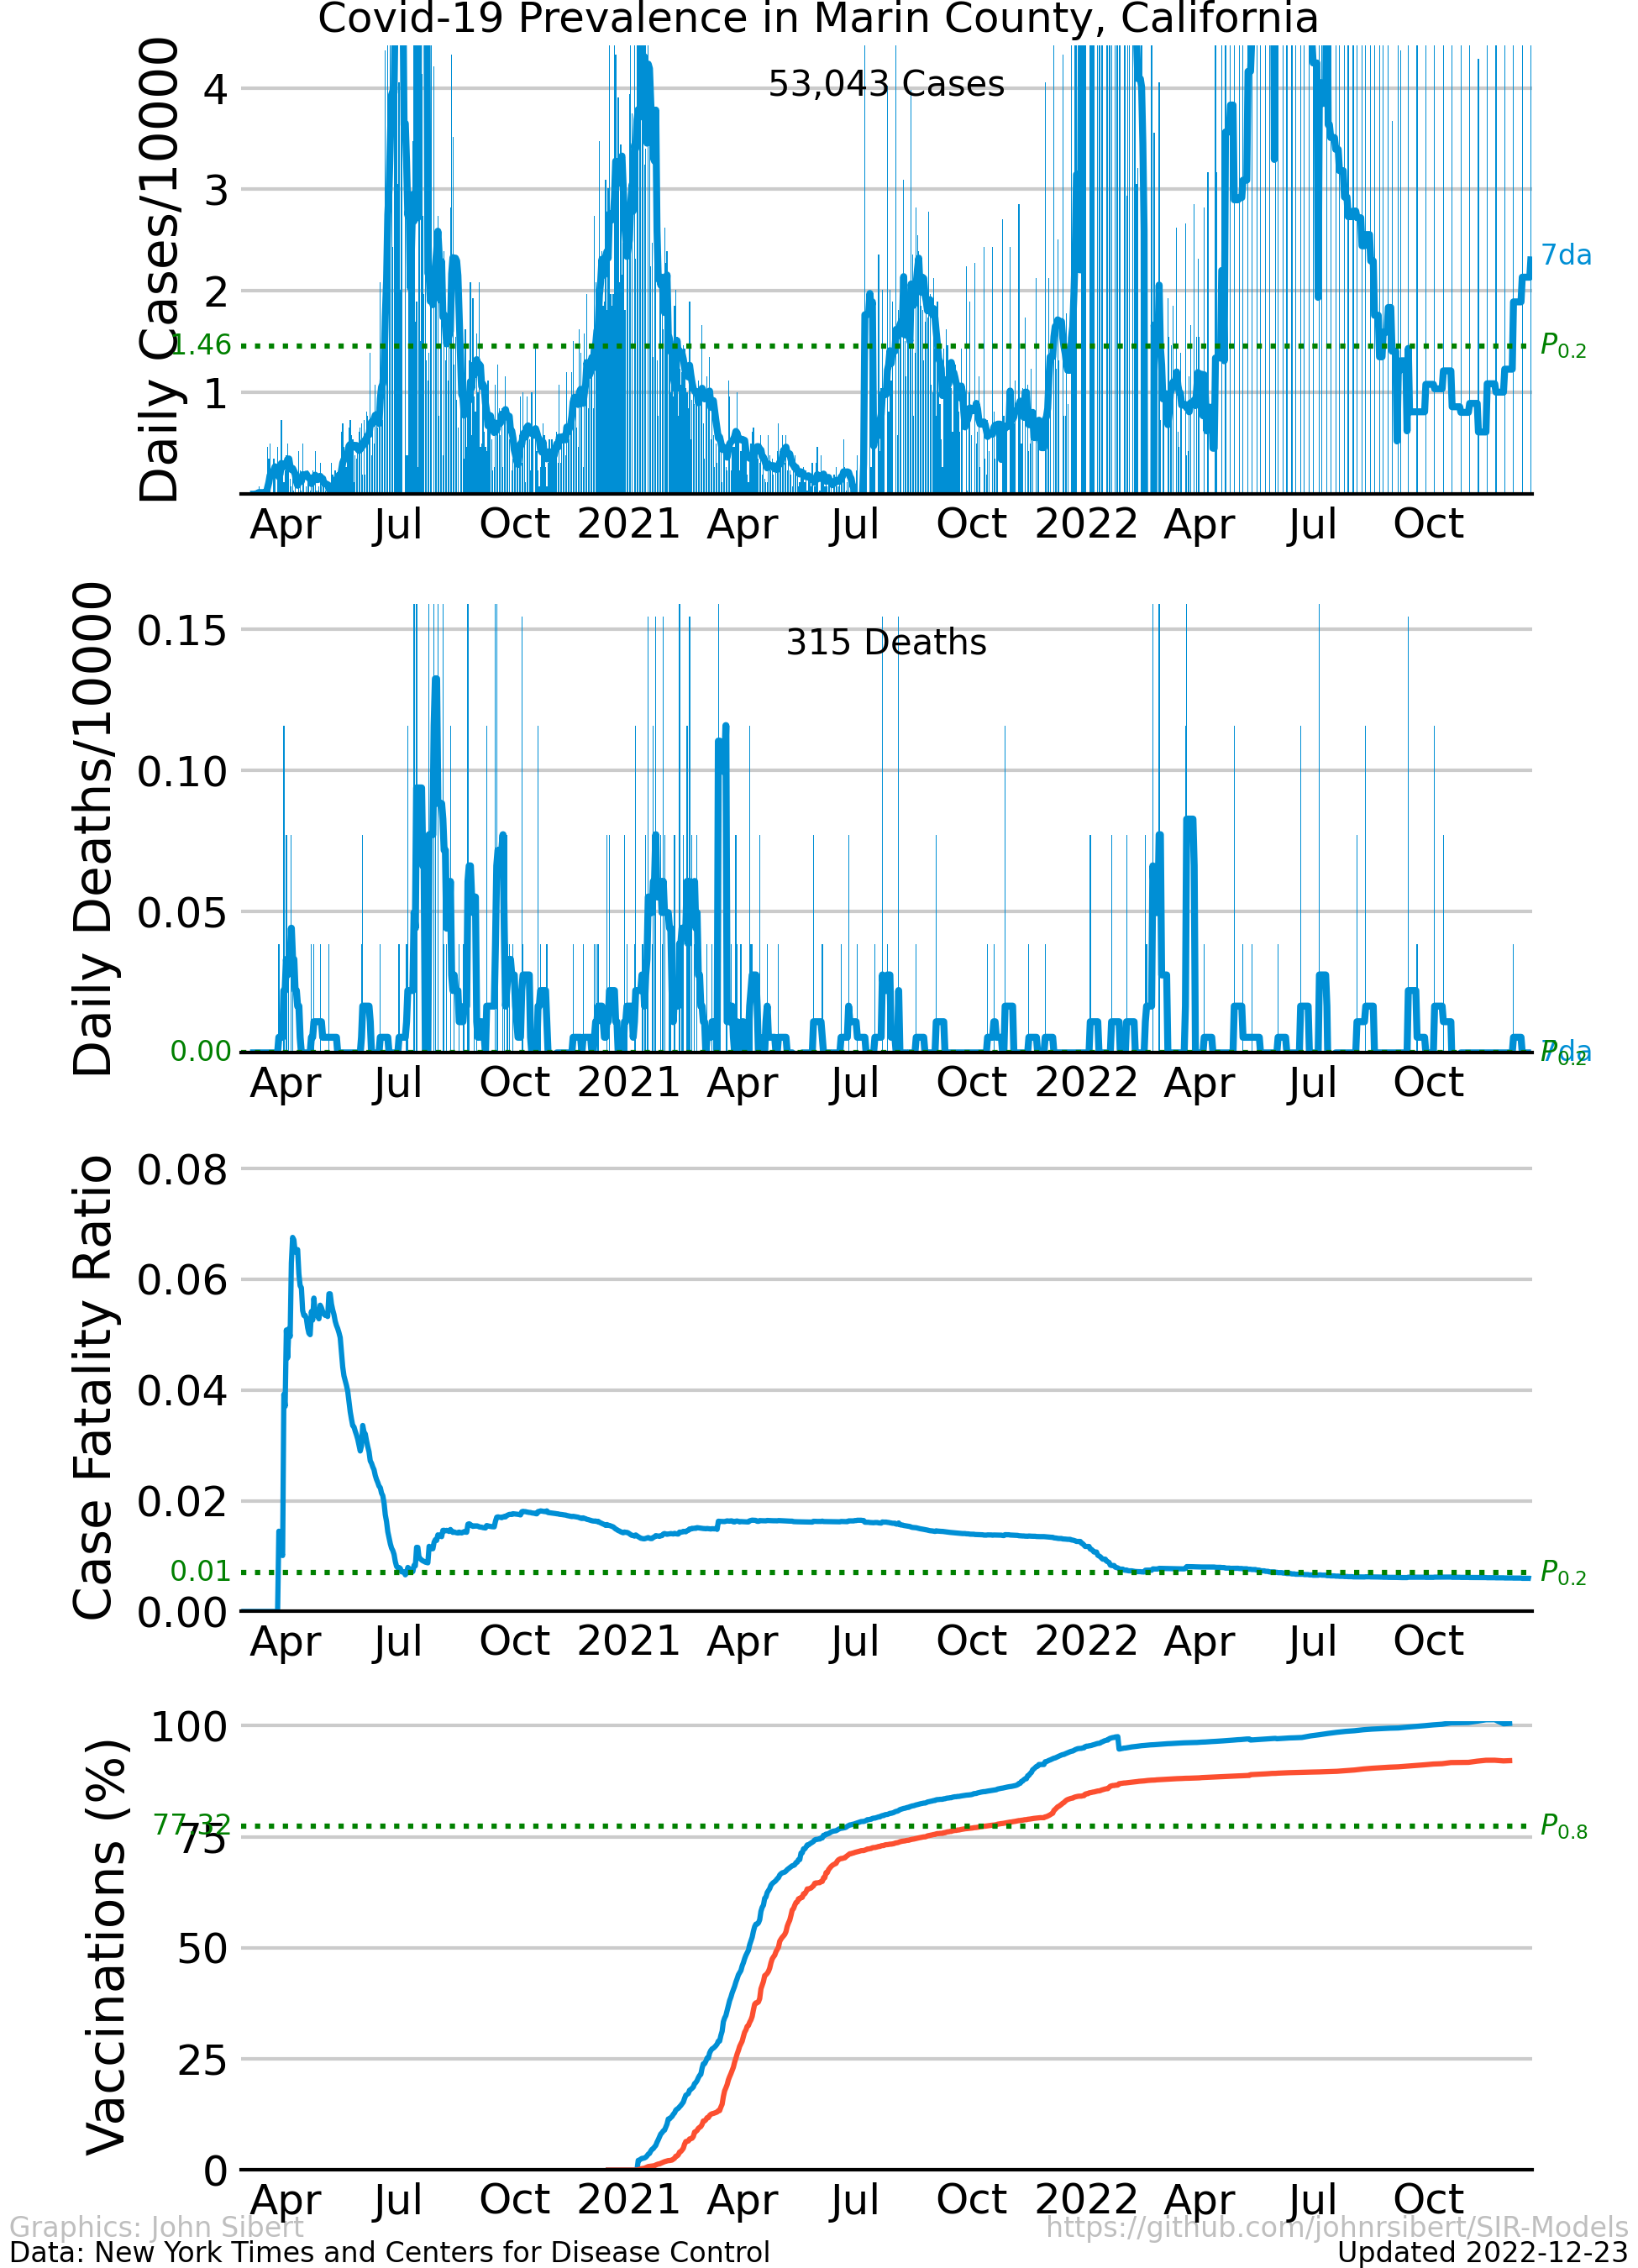 Covid-19 Prevalence in Marin County, California
Daily Cases/10000
4
3
2
1
1.46
53,043 Cases
7da
P0.2
Apr Jul Oct 2021 Apr Jul Oct 2022 Apr Jul Oct
Daily Deaths/10000
0.15
0.10
0.05
0.00
315 Deaths
7da
P0.2
Apr Jul Oct 2021 Apr Jul Oct 2022 Apr Jul Oct
Case Fatality Ratio
0.08
0.06
0.04
0.02
0.01
0.00
P0.2
Apr Jul Oct 2021 Apr Jul Oct 2022 Apr Jul Oct
Vaccinations (%)
100
77.32
75
50
25
0
P0.8
Apr Jul Oct 2021 Apr Jul Oct 2022 Apr Jul Oct
Graphics: John Sibert
https://github.com/johnrsibert/SIR-Models
Data: New York Times and Centers for Disease Control
Updated 2022-12-23